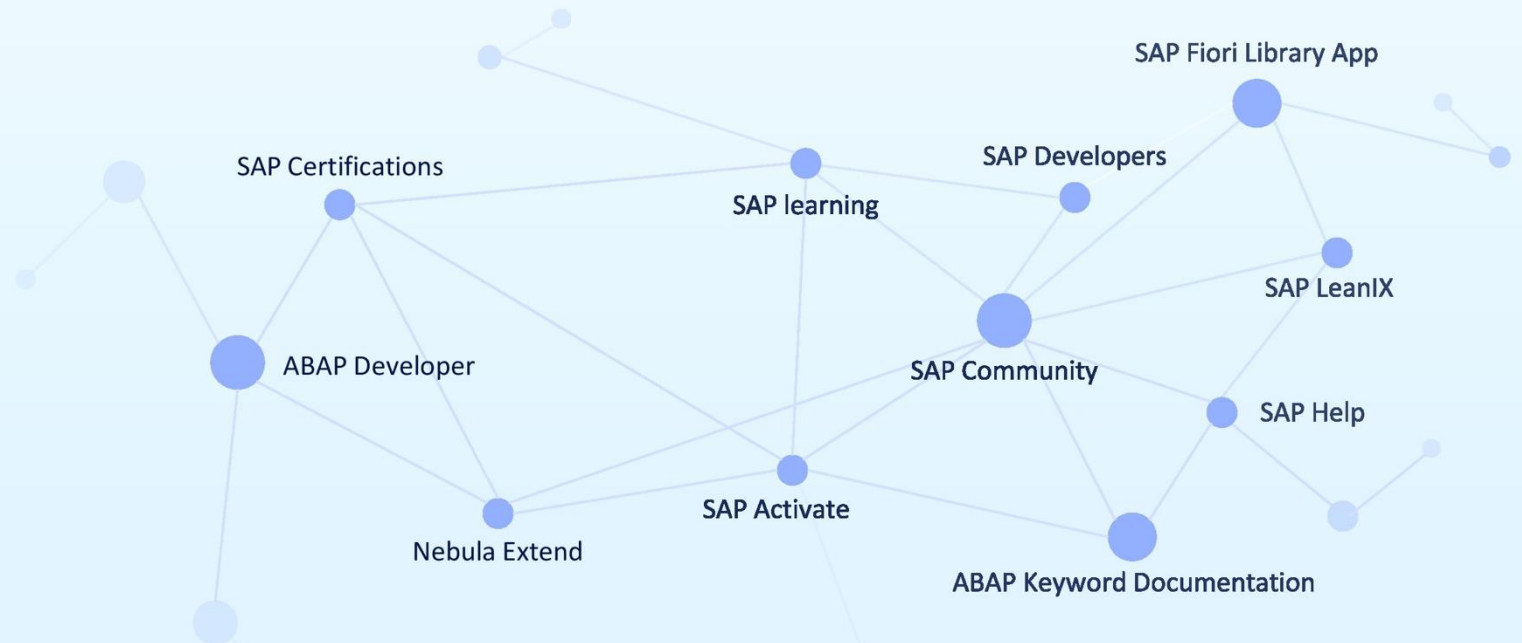 SAP Fiori Library App
SAP Developers
SAP Certifications
SAP learning
SAP LeanIX
ABAP Developer
SAP Community
SAP Help
SAP Activate
Nebula Extend
ABAP Keyword Documentation